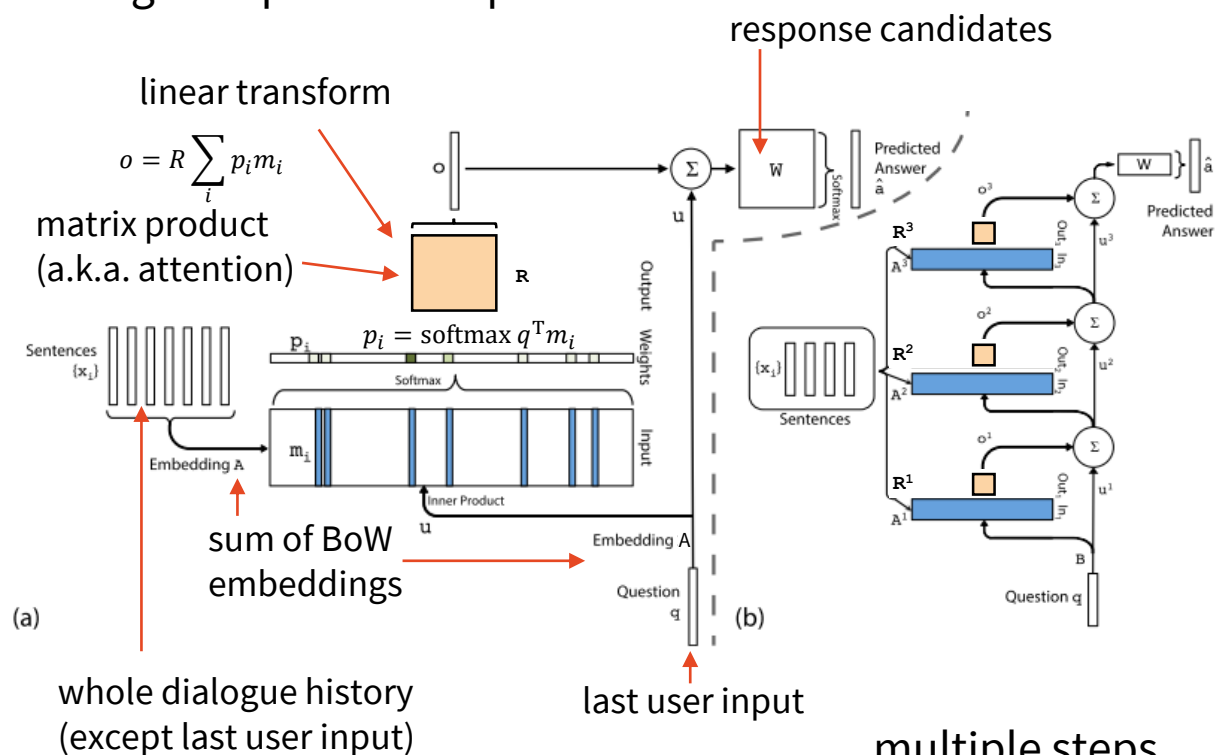 response candidates
linear transform
o = R ∑ p_i m_i
i
matrix product
(a.k.a. attention)
o
Σ
W
Softmax
Predicted
Answer
â
u
R
Output
p_i = softmax q^T m_i
Sentences
{x_i}
p_i
Softmax
Weights
m_i
Input
Embedding A
Inner Product
u
sum of BoW
embeddings
Embedding A
Question
q
(a)
whole dialogue history
(except last user input)
last user input
W
â
Predicted
Answer
Σ
o³
R³
A³
Out₃ In₃
u³
Σ
o²
R²
A²
Out₂ In₂
u²
{x_i}
Sentences
Σ
o¹
R¹
A¹
Out₁ In₁
u¹
B
Question q
(b)
multiple steps